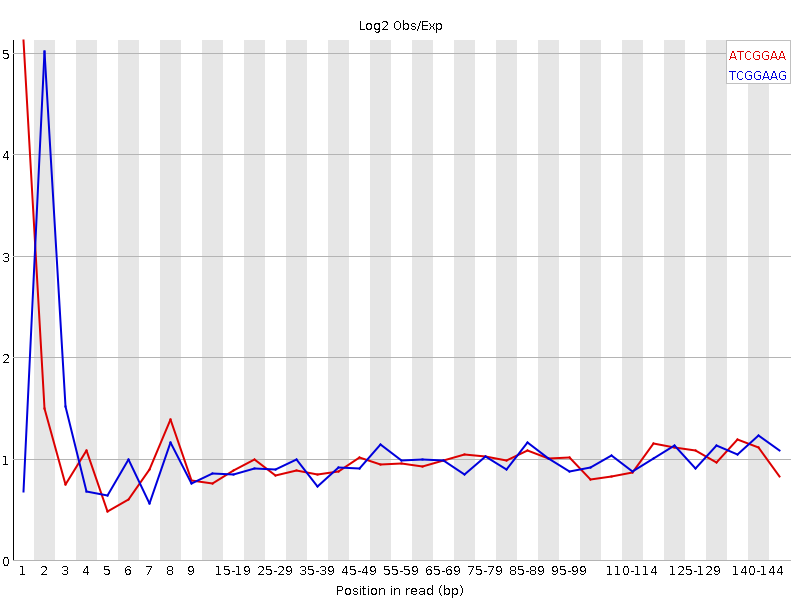 Log2 Obs/Exp
ATCGGAA
TCGGAAG
5
4
3
2
1
0
1 2 3 4 5 6 7 8 9 15-19 25-29 35-39 45-49 55-59 65-69 75-79 85-89 95-99 110-114 125-129 140-144
Position in read (bp)